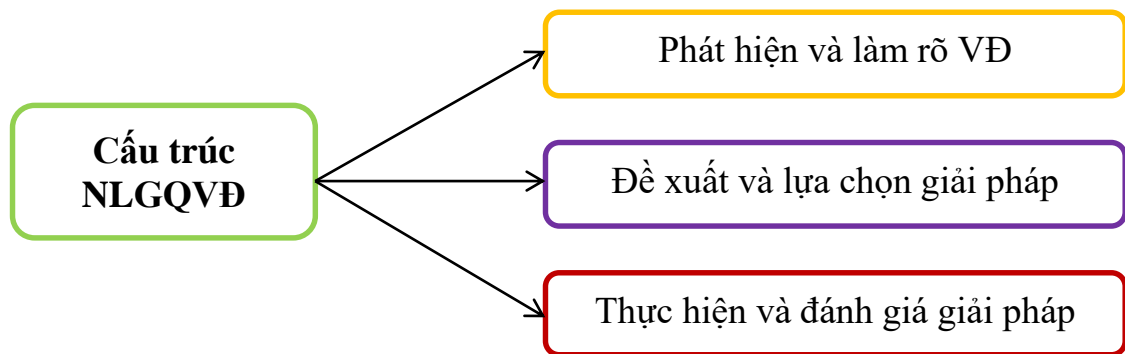 Cấu trúc
NLGQVĐ
Phát hiện và làm rõ VĐ
Đề xuất và lựa chọn giải pháp
Thực hiện và đánh giá giải pháp